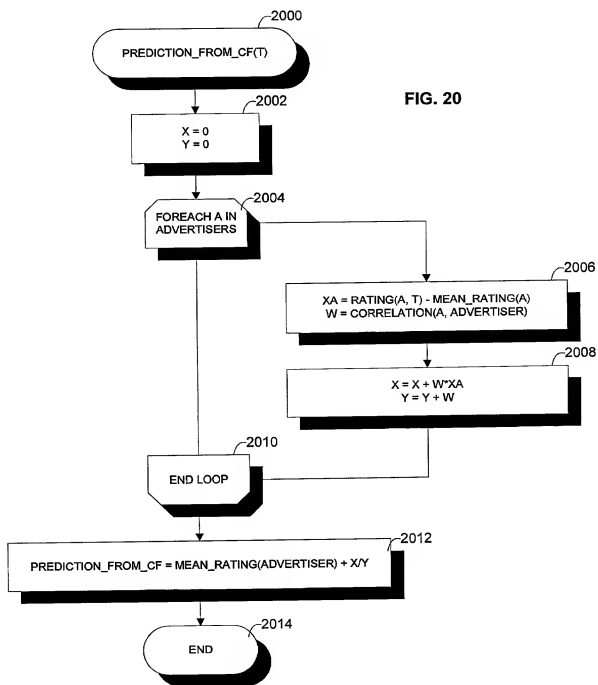 2000
PREDICTION_FROM_CF(T)
FIG. 20
2002
X = 0
Y = 0
2004
FOREACH A IN
ADVERTISERS
2006
XA = RATING(A, T) - MEAN_RATING(A)
W = CORRELATION(A, ADVERTISER)
2008
X = X + W*XA
Y = Y + W
2010
END LOOP
2012
PREDICTION_FROM_CF = MEAN_RATING(ADVERTISER) + X/Y
2014
END